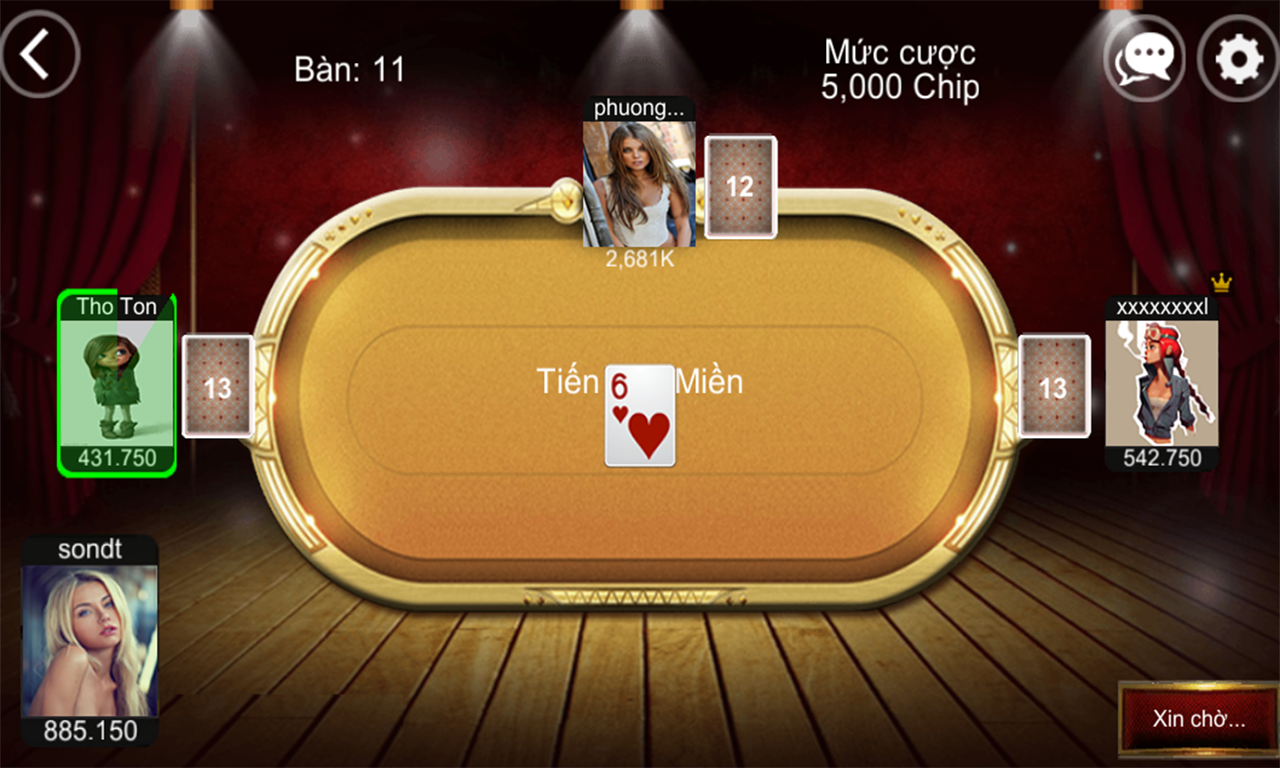 Bàn: 11
Mức cược
5,000 Chip
phuong...
12
2,681K
Tho Ton
13
431.750
Tiến
6
Miền
13
xxxxxxxxl
542.750
sondt
885.150
Xin chờ...